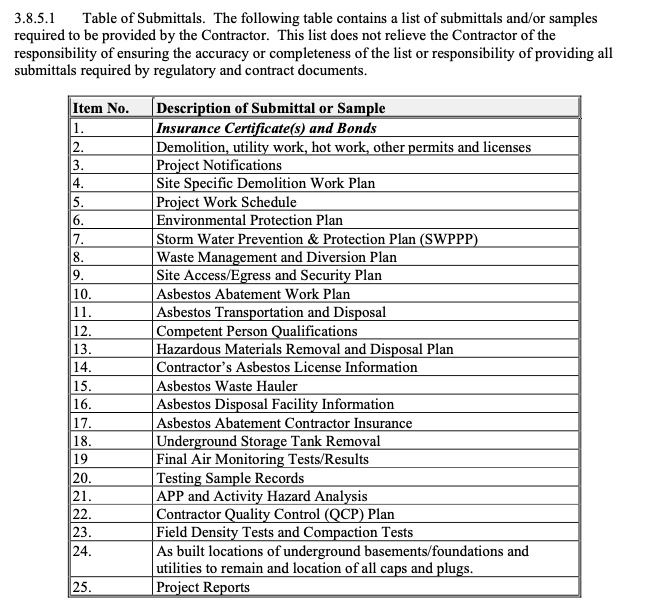 3.8.5.1 Table of Submittals. The following table contains a list of submittals and/or samples
required to be provided by the Contractor. This list does not relieve the Contractor of the
responsibility of ensuring the accuracy or completeness of the list or responsibility of providing all
submittals required by regulatory and contract documents.
Item No. Description of Submittal or Sample
1. Insurance Certificate(s) and Bonds
2. Demolition, utility work, hot work, other permits and licenses
3. Project Notifications
4. Site Specific Demolition Work Plan
5. Project Work Schedule
6. Environmental Protection Plan
7. Storm Water Prevention & Protection Plan (SWPPP)
8. Waste Management and Diversion Plan
9. Site Access/Egress and Security Plan
10. Asbestos Abatement Work Plan
11. Asbestos Transportation and Disposal
12. Competent Person Qualifications
13. Hazardous Materials Removal and Disposal Plan
14. Contractor's Asbestos License Information
15. Asbestos Waste Hauler
16. Asbestos Disposal Facility Information
17. Asbestos Abatement Contractor Insurance
18. Underground Storage Tank Removal
19 Final Air Monitoring Tests/Results
20. Testing Sample Records
21. APP and Activity Hazard Analysis
22. Contractor Quality Control (QCP) Plan
23. Field Density Tests and Compaction Tests
24. As built locations of underground basements/foundations and
utilities to remain and location of all caps and plugs.
25. Project Reports